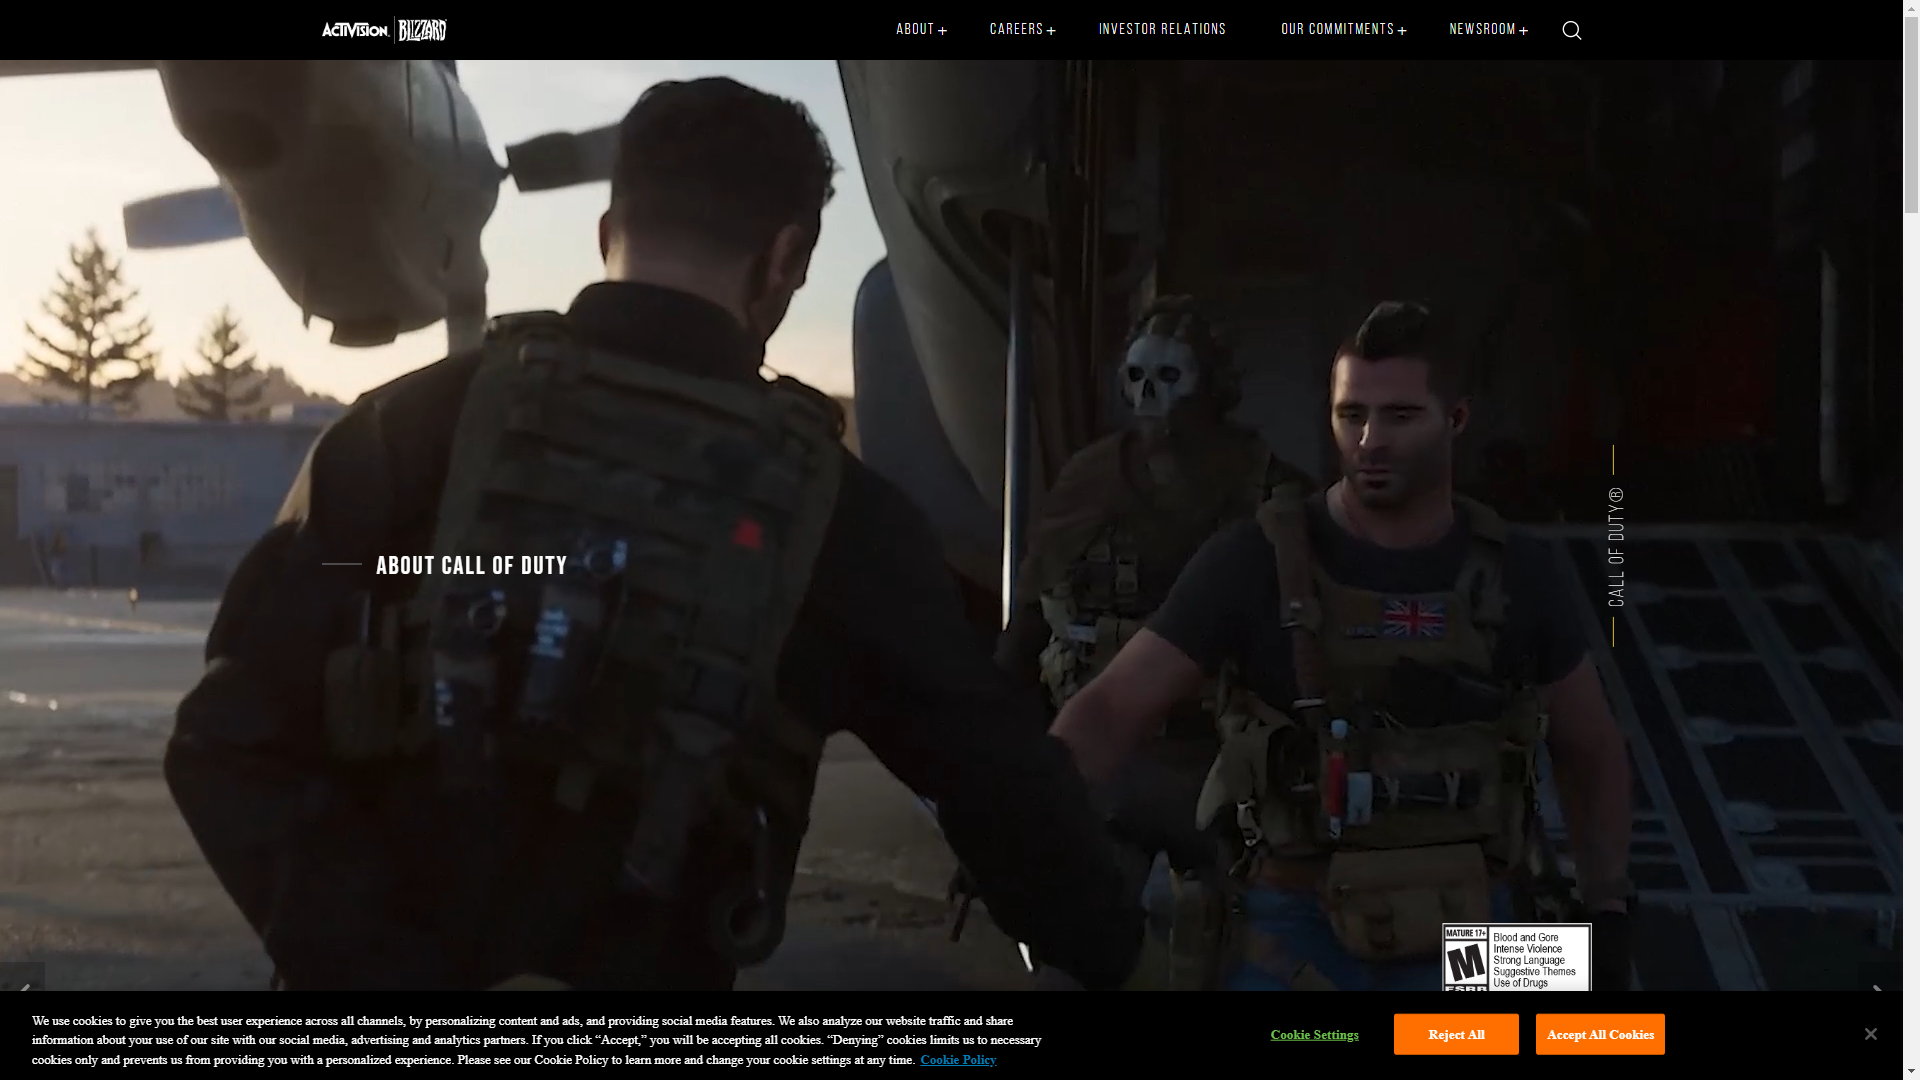 ACTIVISION | BLIZZARD
ABOUT +
CAREERS +
INVESTOR RELATIONS
OUR COMMITMENTS +
NEWSROOM +
ABOUT CALL OF DUTY
CALL OF DUTY®
MATURE 17+
M
ESRB
Blood and Gore
Intense Violence
Strong Language
Suggestive Themes
Use of Drugs
We use cookies to give you the best user experience across all channels, by personalizing content and ads, and providing social media features. We also analyze our website traffic and share
information about your use of our site with our social media, advertising and analytics partners. If you click “Accept,” you will be accepting all cookies. “Denying” cookies limits us to necessary
cookies only and prevents us from providing you with a personalized experience. Please see our Cookie Policy to learn more and change your cookie settings at any time. Cookie Policy
Cookie Settings
Reject All
Accept All Cookies